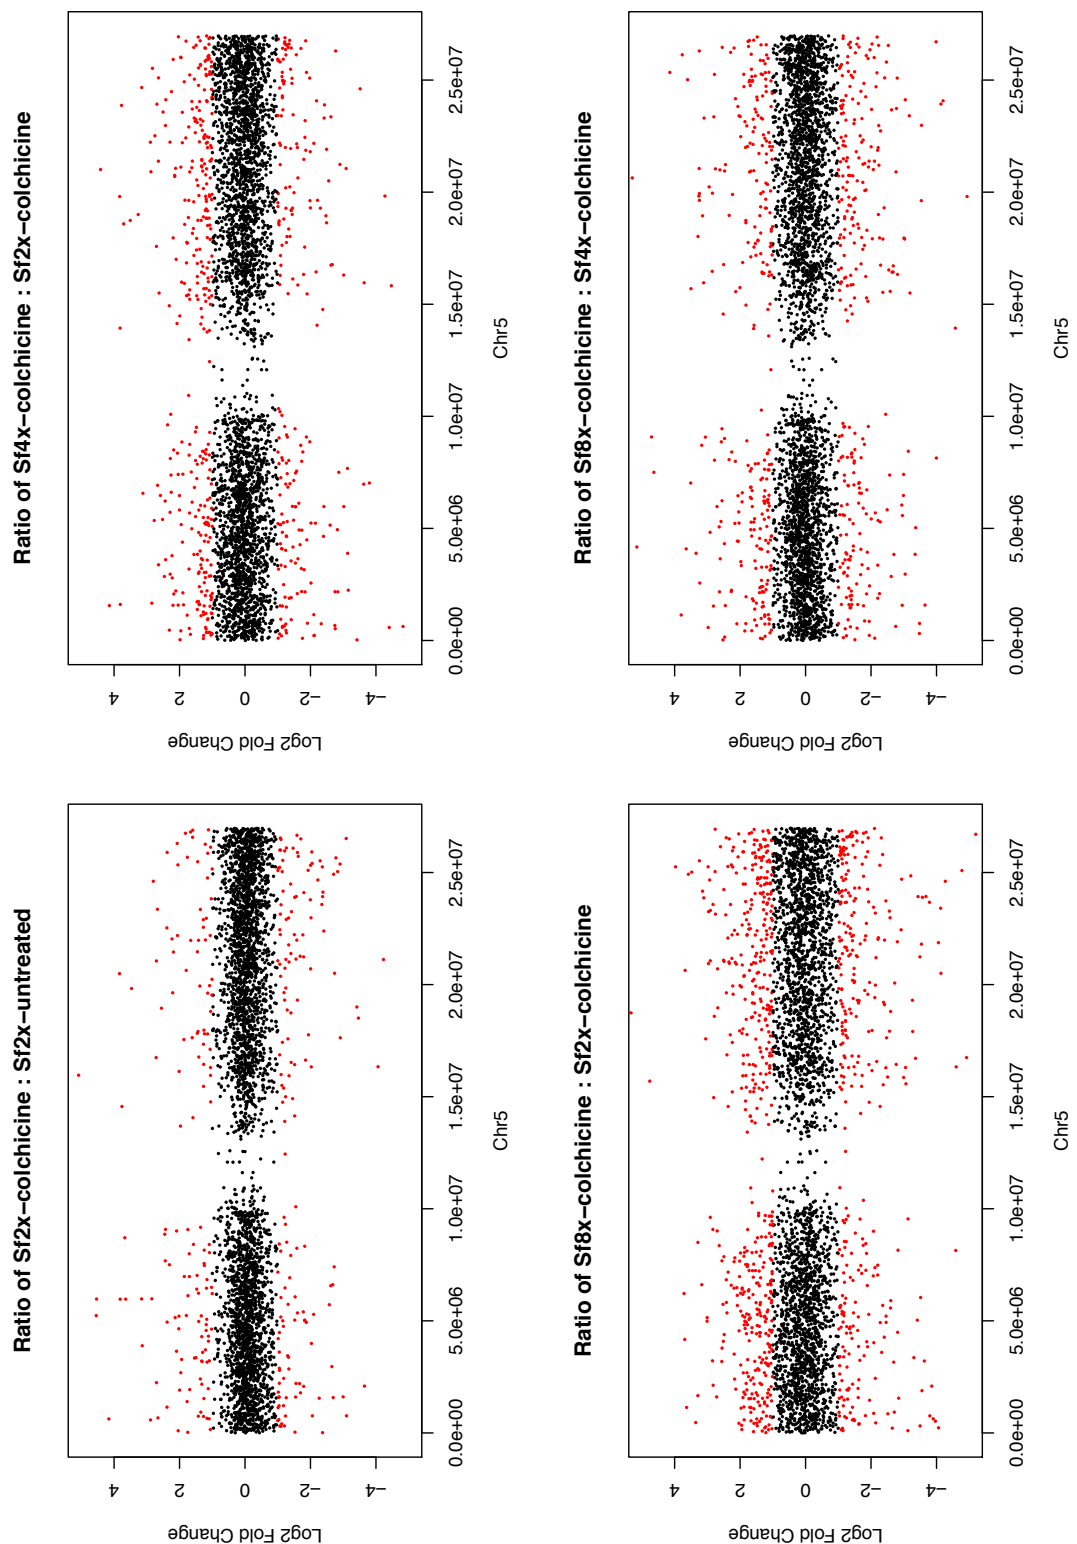 Ratio of Sf2x−colchicine : Sf2x−untreated
Log2 Fold Change
4
2
0
−2
−4
0.0e+00 5.0e+06 1.0e+07 1.5e+07 2.0e+07 2.5e+07
Chr5
Ratio of Sf4x−colchicine : Sf2x−colchicine
Log2 Fold Change
4
2
0
−2
−4
0.0e+00 5.0e+06 1.0e+07 1.5e+07 2.0e+07 2.5e+07
Chr5
Ratio of Sf8x−colchicine : Sf2x−colchicine
Log2 Fold Change
4
2
0
−2
−4
0.0e+00 5.0e+06 1.0e+07 1.5e+07 2.0e+07 2.5e+07
Chr5
Ratio of Sf8x−colchicine : Sf4x−colchicine
Log2 Fold Change
4
2
0
−2
−4
0.0e+00 5.0e+06 1.0e+07 1.5e+07 2.0e+07 2.5e+07
Chr5